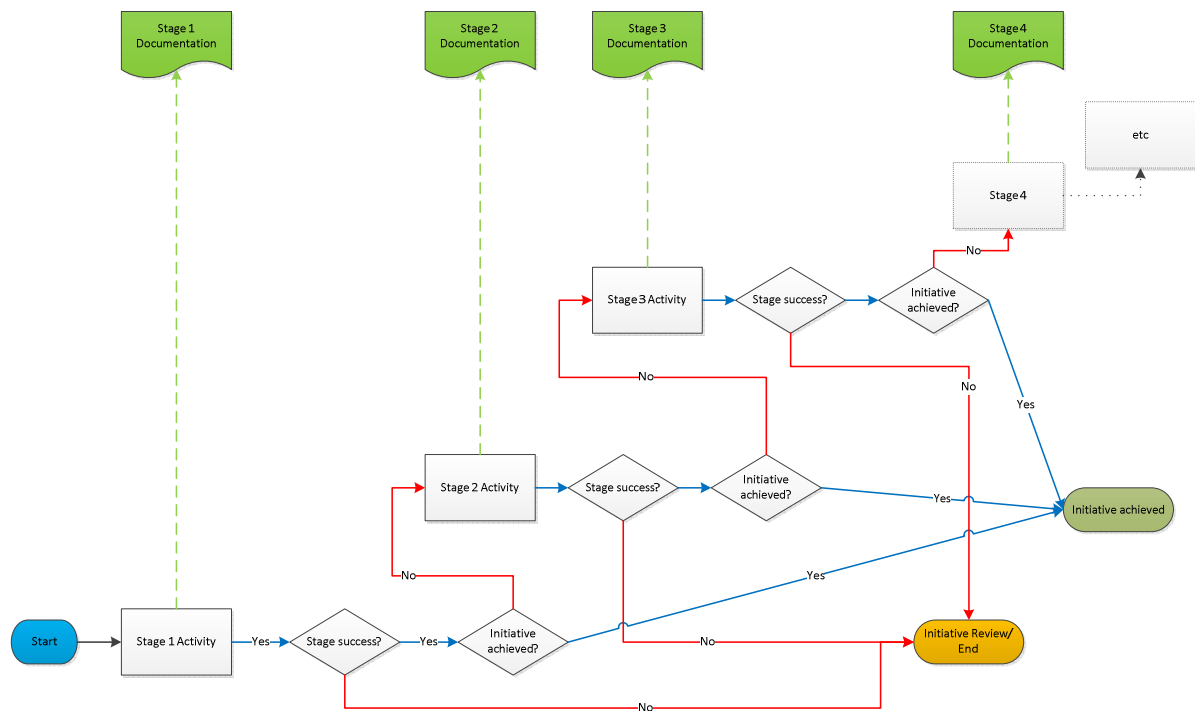 Stage 1
Documentation
Stage 2
Documentation
Stage 3
Documentation
Stage 4
Documentation
etc
Stage 4
No
Stage 3 Activity
Stage success?
Initiative
achieved?
No
No
Yes
Stage 2 Activity
Stage success?
Initiative
achieved?
Yes
Initiative achieved
No
Yes
Start
Stage 1 Activity
Yes
Stage success?
Yes
Initiative
achieved?
No
Initiative Review/
End
No